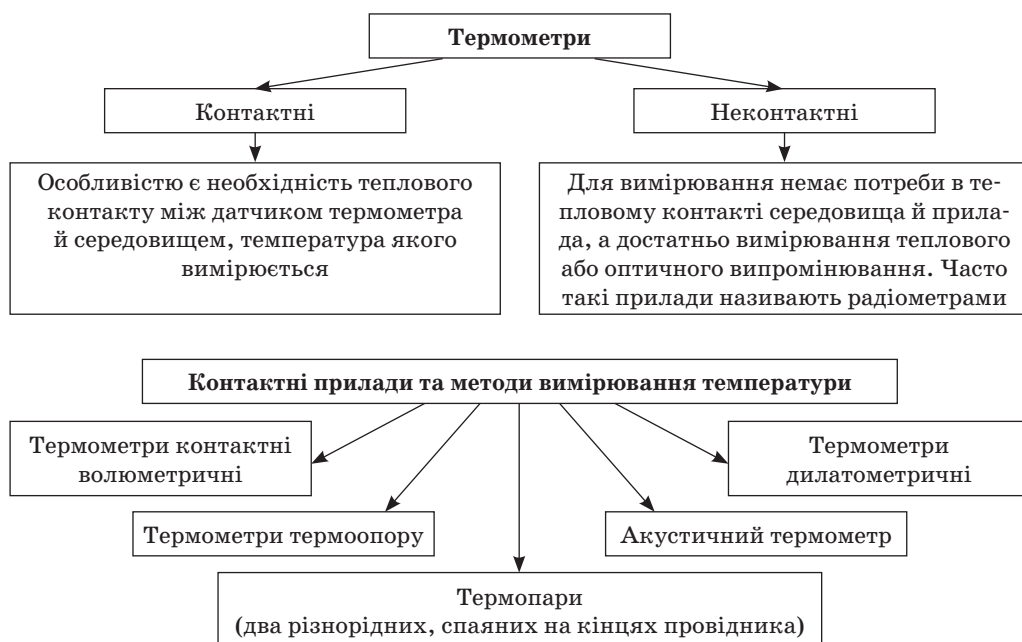 Термометри
Контактні
Неконтактні
Особливістю є необхідність теплового
контакту між датчиком термометра
й середовищем, температура якого
вимірюється
Для вимірювання немає потреби в те-
пловому контакті середовища й прила-
да, а достатньо вимірювання теплового
або оптичного випромінювання. Часто
такі прилади називають радіометрами
Контактні прилади та методи вимірювання температури
Термометри контактні
волюметричні
Термометри
дилатометричні
Термометри термоопору
Акустичний термометр
Термопари
(два різнорідних, спаяних на кінцях провідника)